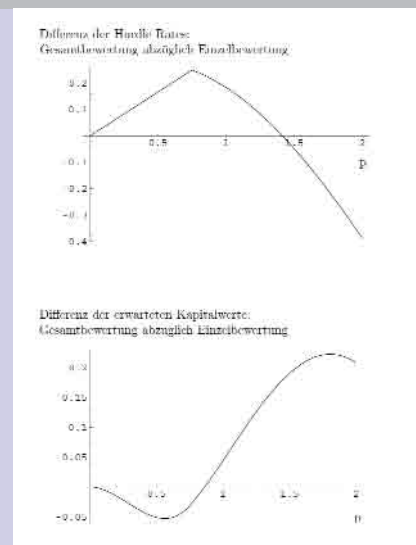 Differenz der Hurdle Rates:
Gesamtbewertung abzüglich Einzelbewertung
0.2
0.1
0.5 1 1.5 2
-0.1
p
-0.2
-0.3
0.4
Differenz der erwarteten Kapitalwerte:
Gesamtbewertung abzüglich Einzelbewertung
0.2
0.15
0.1
0.05
0.5 1 1.5 2
-0.05
p